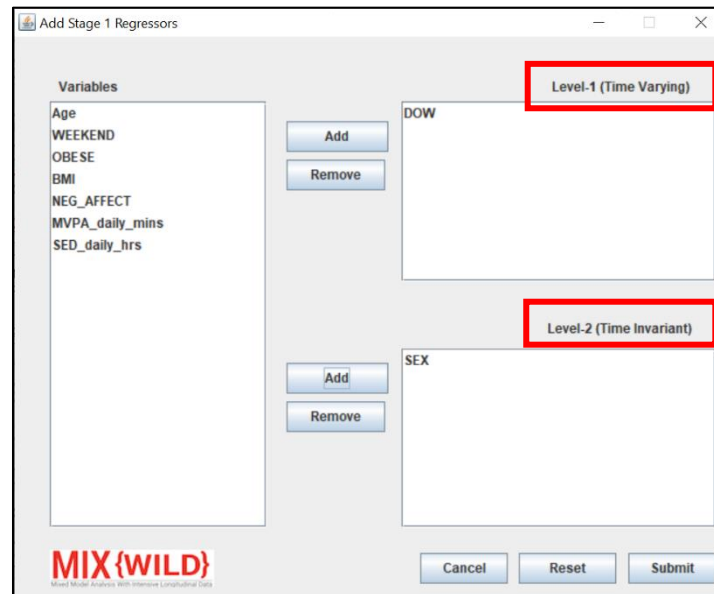 Add Stage 1 Regressors
Variables
Age
WEEKEND
OBESE
BMI
NEG_AFFECT
MVPA_daily_mins
SED_daily_hrs
Add
Remove
Level-1 (Time Varying)
DOW
Add
Remove
Level-2 (Time Invariant)
SEX
MIX {WILD}
Mixed Model Analysis With Intensive Longitudinal Data
Cancel
Reset
Submit